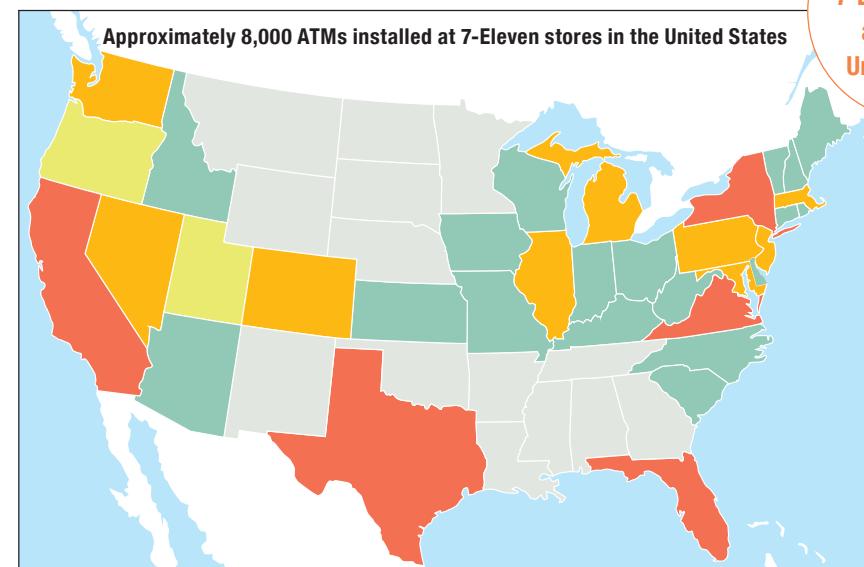 Approximately 8,000 ATMs installed at 7-Eleven stores in the United States